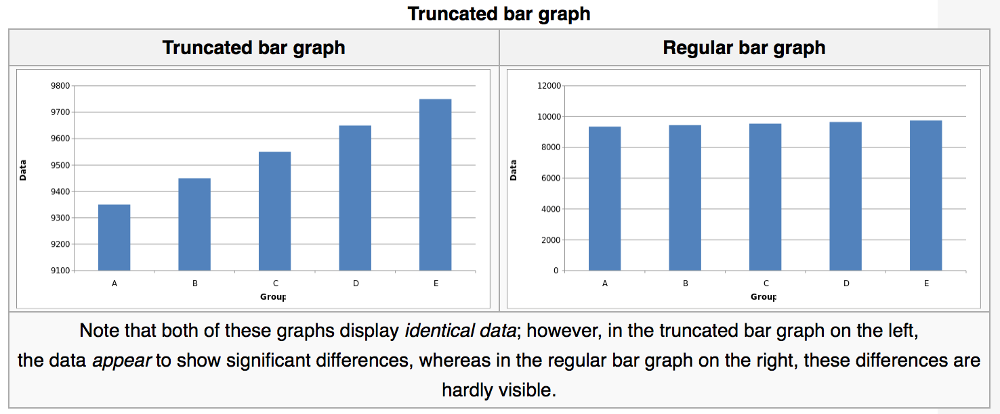 Truncated bar graph
Truncated bar graph
Regular bar graph
9800
9700
9600
9500
9400
9300
9200
9100
Data
A B C D E
Group
12000
10000
8000
6000
4000
2000
0
Data
A B C D E
Group
Note that both of these graphs display identical data; however, in the truncated bar graph on the left,
the data appear to show significant differences, whereas in the regular bar graph on the right, these differences are
hardly visible.